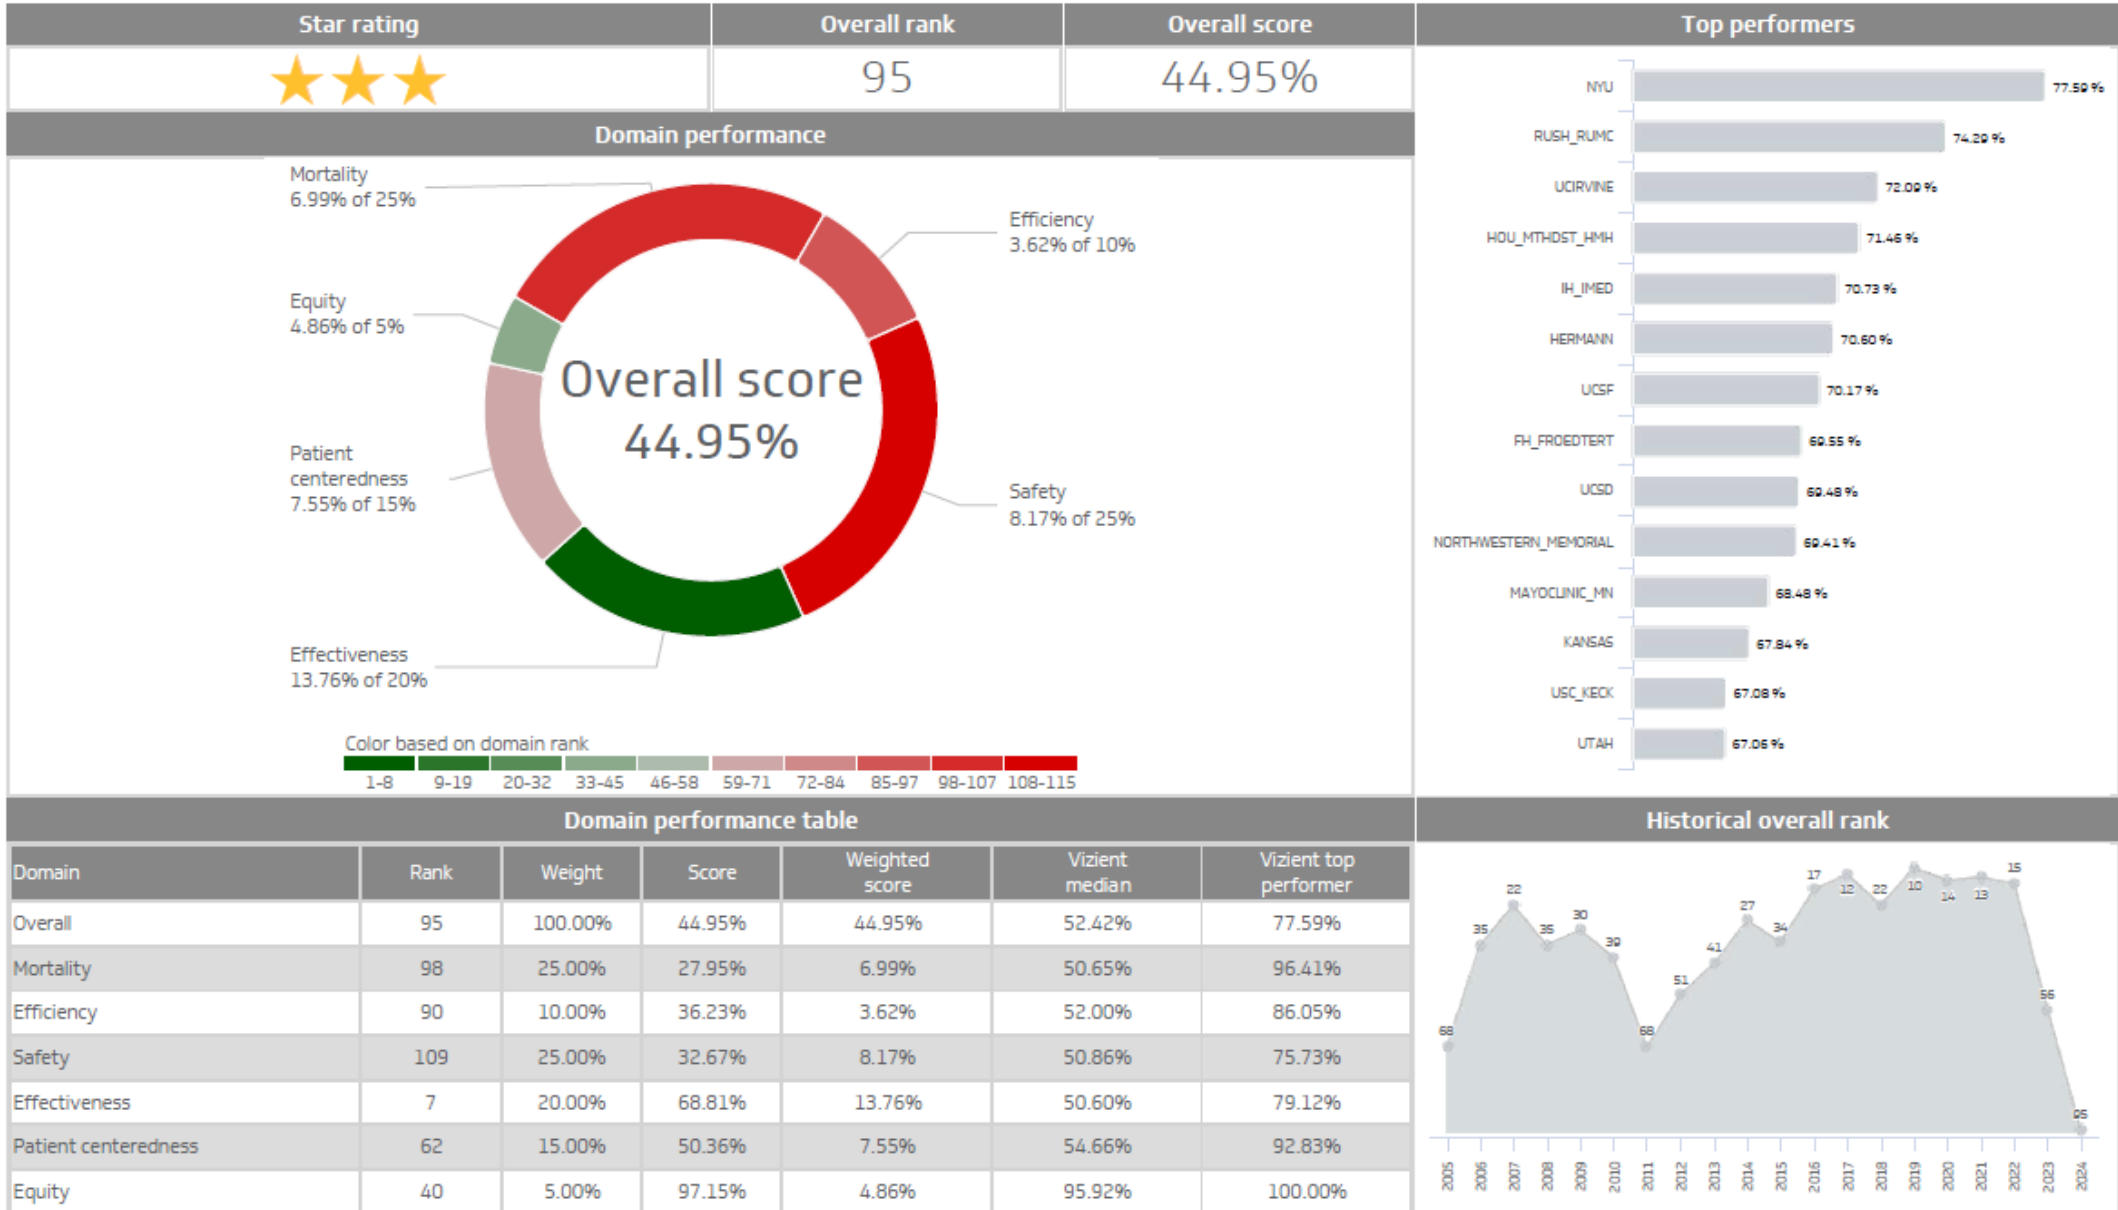 Star rating
Overall rank
Overall score
95
44.95%
Domain performance
Mortality
6.99% of 25%
Efficiency
3.62% of 10%
Equity
4.86% of 5%
Overall score
44.95%
Patient
centeredness
7.55% of 15%
Safety
8.17% of 25%
Effectiveness
13.76% of 20%
Color based on domain rank
1-8 9-19 20-32 33-45 46-58 59-71 72-84 85-97 98-107 108-115
Top performers
NYU 77.59 %
RUSH_RUMC 74.29 %
UCIRVINE 72.09 %
HOU_MTHDST_HMH 71.46 %
IH_IMED 70.73 %
HERMANN 70.60 %
UCSF 70.17 %
FH_FROEDTERT 69.55 %
UCSD 69.48 %
NORTHWESTERN_MEMORIAL 69.41 %
MAYOCLINIC_MN 68.48 %
KANSAS 67.84 %
USC_KECK 67.08 %
UTAH 67.06 %
Domain performance table
Domain Rank Weight Score Weighted score Vizient median Vizient top performer
Overall 95 100.00% 44.95% 44.95% 52.42% 77.59%
Mortality 98 25.00% 27.95% 6.99% 50.65% 96.41%
Efficiency 90 10.00% 36.23% 3.62% 52.00% 86.05%
Safety 109 25.00% 32.67% 8.17% 50.86% 75.73%
Effectiveness 7 20.00% 68.81% 13.76% 50.60% 79.12%
Patient centeredness 62 15.00% 50.36% 7.55% 54.66% 92.83%
Equity 40 5.00% 97.15% 4.86% 95.92% 100.00%
Historical overall rank
68 35 22 35 30 39 68 51 41 27 34 17 12 22 10 14 13 15 56 95
2005 2006 2007 2008 2009 2010 2011 2012 2013 2014 2015 2016 2017 2018 2019 2020 2021 2022 2023 2024